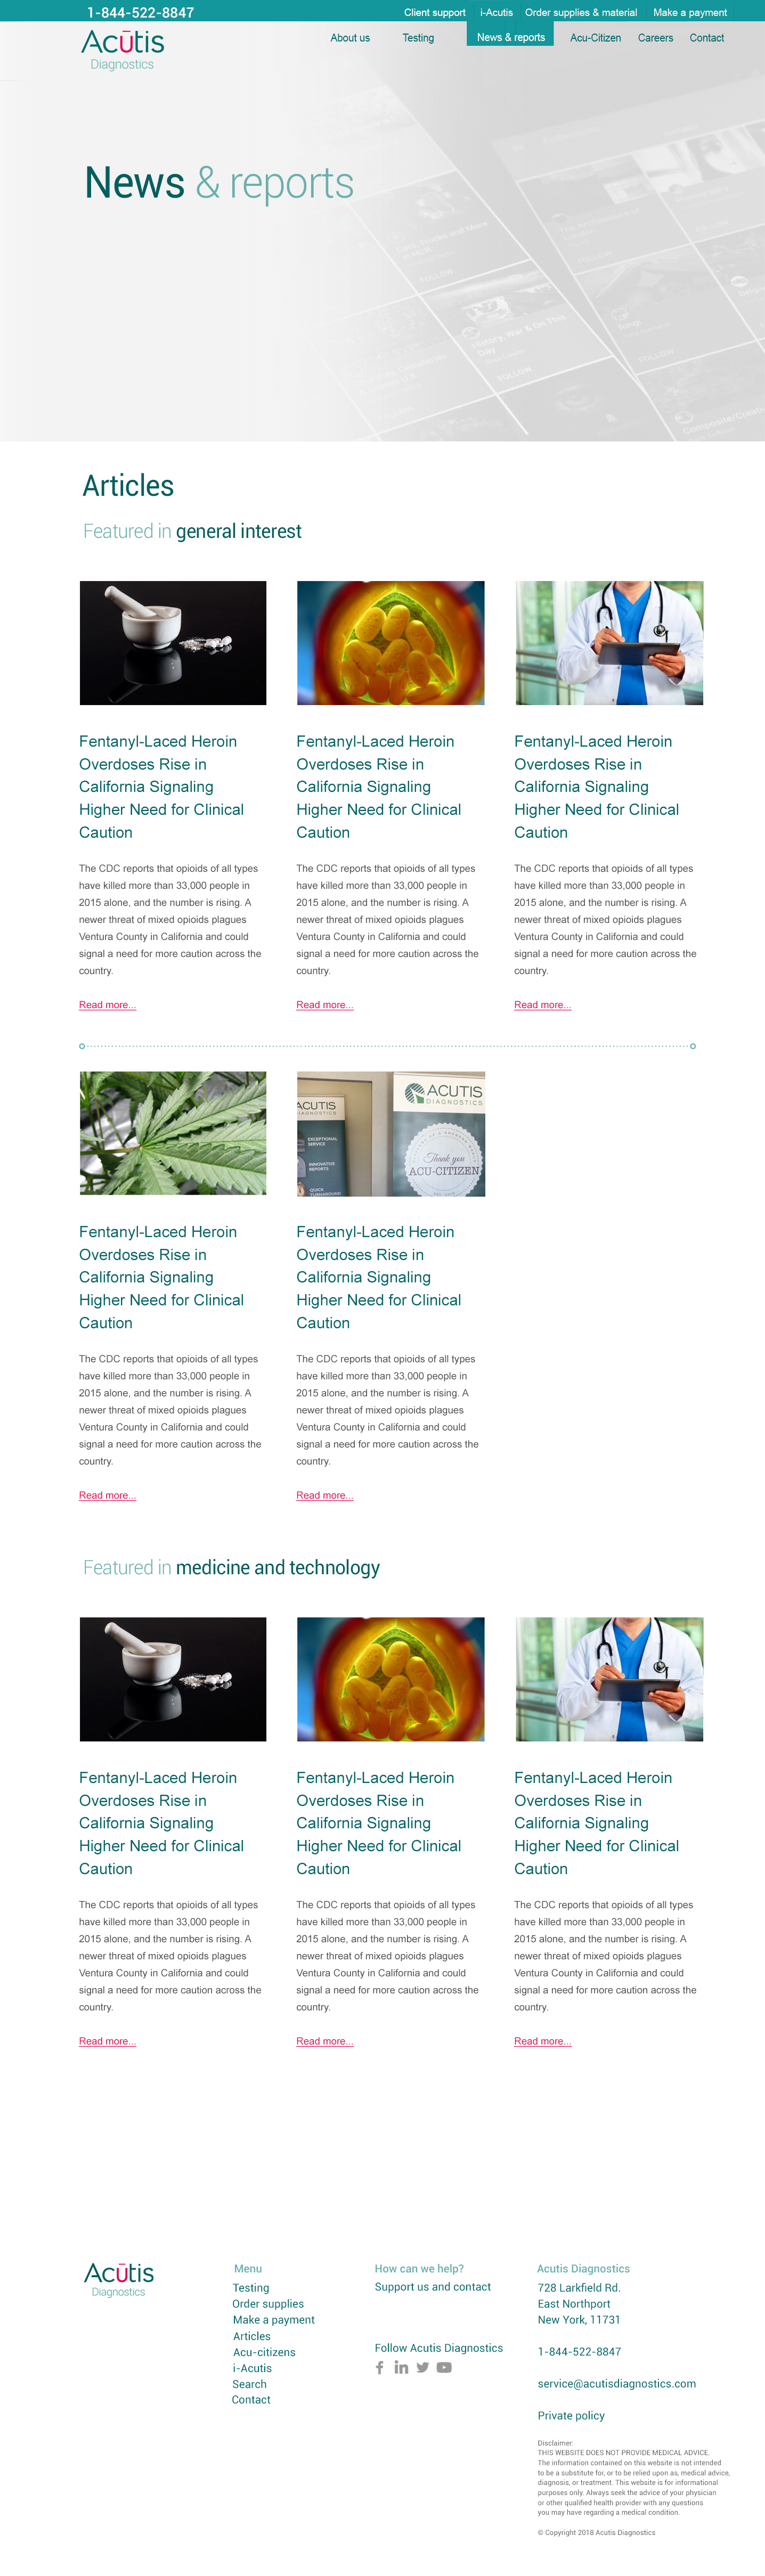 1-844-522-8847 Client support i-Acutis Order supplies & material Make a payment
Acūtis
Diagnostics
About us Testing News & reports Acu-Citizen Careers Contact
News & reports
History, War & On This
Day
FOLLOW
FOLLOW
FOLLOW
Articles
Featured in general interest
Fentanyl-Laced Heroin
Overdoses Rise in
California Signaling
Higher Need for Clinical
Caution
The CDC reports that opioids of all types
have killed more than 33,000 people in
2015 alone, and the number is rising. A
newer threat of mixed opioids plagues
Ventura County in California and could
signal a need for more caution across the
country.
Read more...
Fentanyl-Laced Heroin
Overdoses Rise in
California Signaling
Higher Need for Clinical
Caution
The CDC reports that opioids of all types
have killed more than 33,000 people in
2015 alone, and the number is rising. A
newer threat of mixed opioids plagues
Ventura County in California and could
signal a need for more caution across the
country.
Read more...
Fentanyl-Laced Heroin
Overdoses Rise in
California Signaling
Higher Need for Clinical
Caution
The CDC reports that opioids of all types
have killed more than 33,000 people in
2015 alone, and the number is rising. A
newer threat of mixed opioids plagues
Ventura County in California and could
signal a need for more caution across the
country.
Read more...
Fentanyl-Laced Heroin
Overdoses Rise in
California Signaling
Higher Need for Clinical
Caution
The CDC reports that opioids of all types
have killed more than 33,000 people in
2015 alone, and the number is rising. A
newer threat of mixed opioids plagues
Ventura County in California and could
signal a need for more caution across the
country.
Read more...
ACUTIS
DIAGNOSTICS
EXCEPTIONAL
SERVICE
INNOVATIVE
REPORTS
QUICK
TURNAROUND
ACUTIS
DIAGNOSTICS
Thank you
ACU-CITIZEN
Fentanyl-Laced Heroin
Overdoses Rise in
California Signaling
Higher Need for Clinical
Caution
The CDC reports that opioids of all types
have killed more than 33,000 people in
2015 alone, and the number is rising. A
newer threat of mixed opioids plagues
Ventura County in California and could
signal a need for more caution across the
country.
Read more...
Featured in medicine and technology
Fentanyl-Laced Heroin
Overdoses Rise in
California Signaling
Higher Need for Clinical
Caution
The CDC reports that opioids of all types
have killed more than 33,000 people in
2015 alone, and the number is rising. A
newer threat of mixed opioids plagues
Ventura County in California and could
signal a need for more caution across the
country.
Read more...
Fentanyl-Laced Heroin
Overdoses Rise in
California Signaling
Higher Need for Clinical
Caution
The CDC reports that opioids of all types
have killed more than 33,000 people in
2015 alone, and the number is rising. A
newer threat of mixed opioids plagues
Ventura County in California and could
signal a need for more caution across the
country.
Read more...
Fentanyl-Laced Heroin
Overdoses Rise in
California Signaling
Higher Need for Clinical
Caution
The CDC reports that opioids of all types
have killed more than 33,000 people in
2015 alone, and the number is rising. A
newer threat of mixed opioids plagues
Ventura County in California and could
signal a need for more caution across the
country.
Read more...
Acūtis
Diagnostics
Menu
Testing
Order supplies
Make a payment
Articles
Acu-citizens
i-Acutis
Search
Contact
How can we help?
Support us and contact
Follow Acutis Diagnostics
Acutis Diagnostics
728 Larkfield Rd.
East Northport
New York, 11731
1-844-522-8847
service@acutisdiagnostics.com
Private policy
Disclaimer:
THIS WEBSITE DOES NOT PROVIDE MEDICAL ADVICE.
The information contained on this website is not intended
to be a substitute for, or to be relied upon as, medical advice,
diagnosis, or treatment. This website is for informational
purposes only. Always seek the advice of your physician
or other qualified health provider with any questions
you may have regarding a medical condition.
© Copyright 2018 Acutis Diagnostics